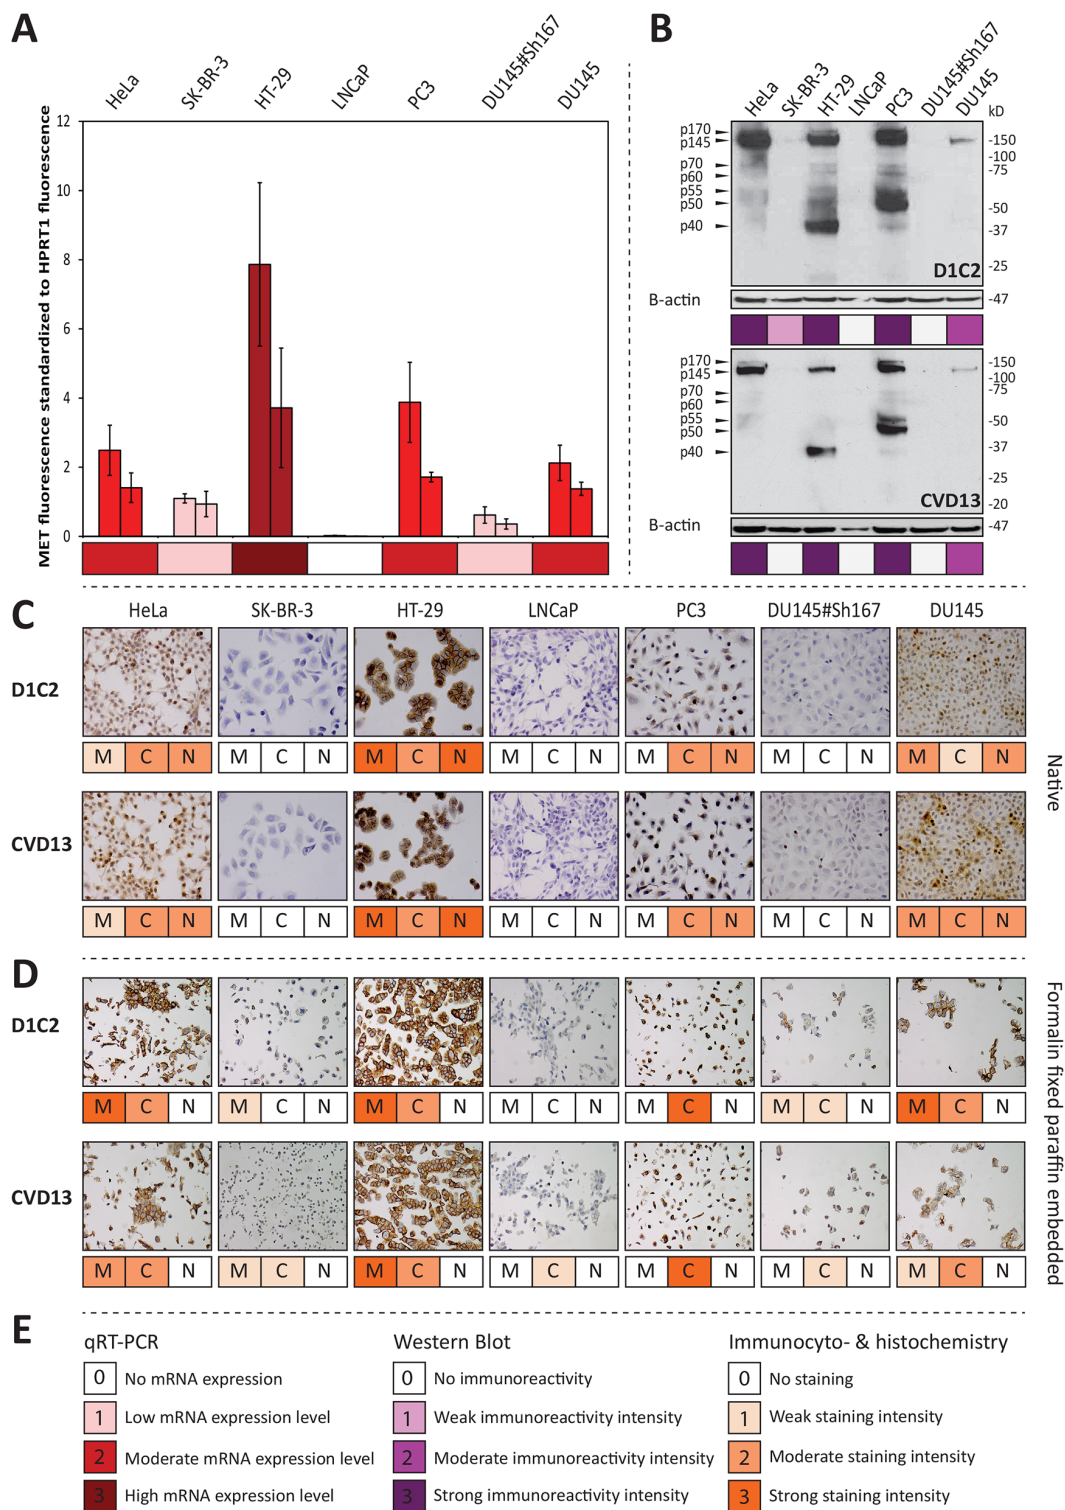 A
HeLa
SK-BR-3
HT-29
LNCaP
PC3
DU145#Sh167
DU145
MET fluorescence standardized to HPRT1 fluorescence
12
10
8
6
4
2
0
B
HeLa
SK-BR-3
HT-29
LNCaP
PC3
DU145#Sh167
DU145
kD
p170
p145
p70
p60
p55
p50
p40
-150
-100
-75
-50
-37
-25
D1C2
B-actin
-47
p170
p145
p70
p60
p55
p50
p40
-150
-100
-75
-50
-37
-25
-20
CVD13
B-actin
-47
C
HeLa SK-BR-3 HT-29 LNCaP PC3 DU145#Sh167 DU145
D1C2
M C N M C N M C N M C N M C N M C N M C N
CVD13
M C N M C N M C N M C N M C N M C N M C N
Native
D
D1C2
M C N M C N M C N M C N M C N M C N M C N
CVD13
M C N M C N M C N M C N M C N M C N M C N
Formalin fixed paraffin embedded
E
qRT-PCR
0 No mRNA expression
1 Low mRNA expression level
2 Moderate mRNA expression level
3 High mRNA expression level
Western Blot
0 No immunoreactivity
1 Weak immunoreactivity intensity
2 Moderate immunoreactivity intensity
3 Strong immunoreactivity intensity
Immunocyto- & histochemistry
0 No staining
1 Weak staining intensity
2 Moderate staining intensity
3 Strong staining intensity